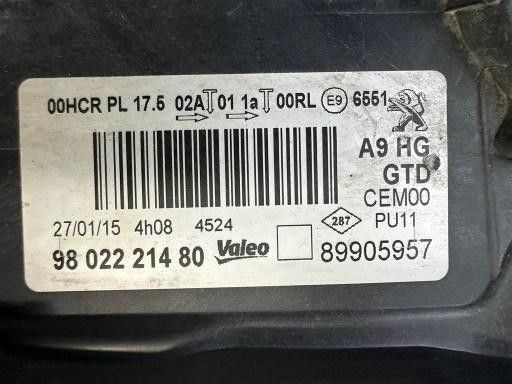 00HCR PL 17.5 02A 01 1a 00RL E9 6551
A9 HG
GTD
CEM00
27/01/15 4h08 4524 287 PU11
98 022 214 80 Valeo 89905957